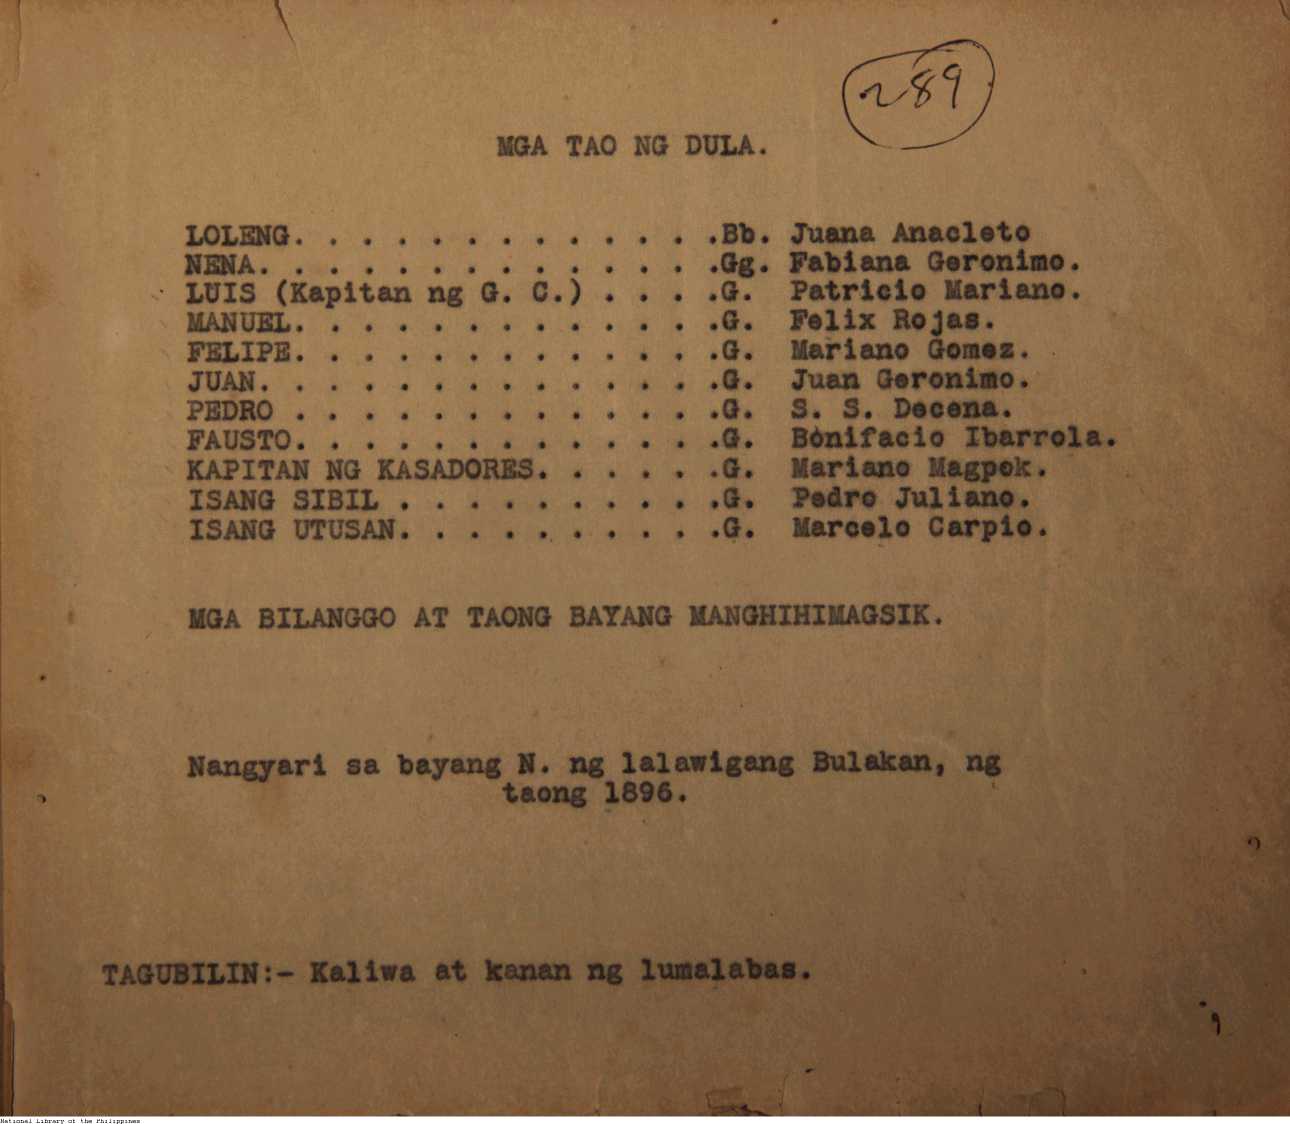 289
MGA TAO NG DULA.
LOLENG. . . . . . . . . . . . .Bb. Juana Anacleto
NENA. . . . . . . . . . . . . .Gg. Fabiana Geronimo.
LUIS (Kapitan ng G. C.) . . . .G. Patricio Mariano.
MANUEL. . . . . . . . . . . . .G. Felix Rojas.
FELIPE. . . . . . . . . . . . .G. Mariano Gomez.
JUAN. . . . . . . . . . . . . .G. Juan Geronimo.
PEDRO . . . . . . . . . . . . .G. S. S. Decena.
FAUSTO. . . . . . . . . . . . .G. Bonifacio Ibarrola.
KAPITAN NG KASADORES. . . . . .G. Mariano Magpok.
ISANG SIBIL . . . . . . . . . .G. Pedro Juliano.
ISANG UTUSAN. . . . . . . . . .G. Marcelo Carpio.
MGA BILANGGO AT TAONG BAYANG MANGHIHIMAGSIK.
Nangyari sa bayang N. ng lalawigang Bulakan, ng
taong 1896.
TAGUBILIN:- Kaliwa at kanan ng lumalabas.
National Library of the Philippines